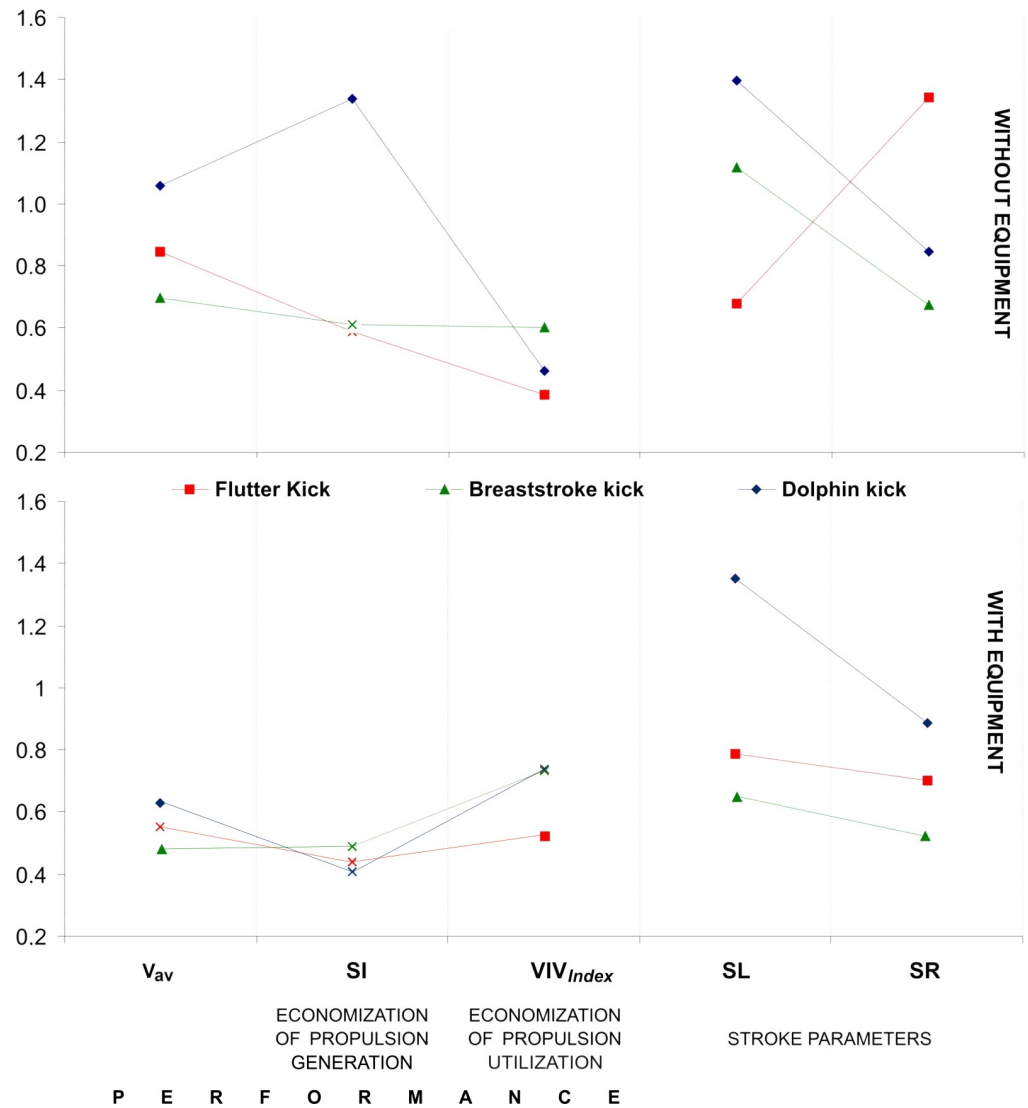 1.6
1.4
1.2
1.0
0.8
0.6
0.4
0.2
WITHOUT EQUIPMENT
Flutter Kick
Breaststroke kick
Dolphin kick
1.6
1.4
1.2
1
0.8
0.6
0.4
0.2
WITH EQUIPMENT
Vav
SI
VIVIndex
SL
SR
ECONOMIZATION
OF PROPULSION
GENERATION
ECONOMIZATION
OF PROPULSION
UTILIZATION
STROKE PARAMETERS
P E R F O R M A N C E